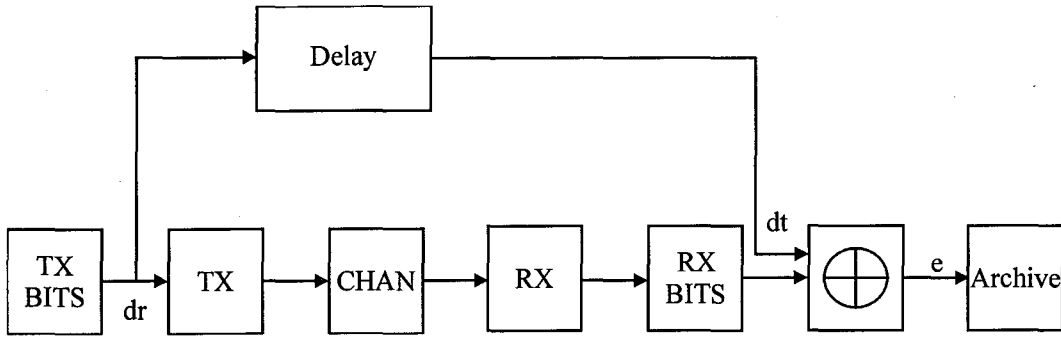 Delay
dt
TX
BITS
dr
TX
CHAN
RX
RX
BITS
e
Archive